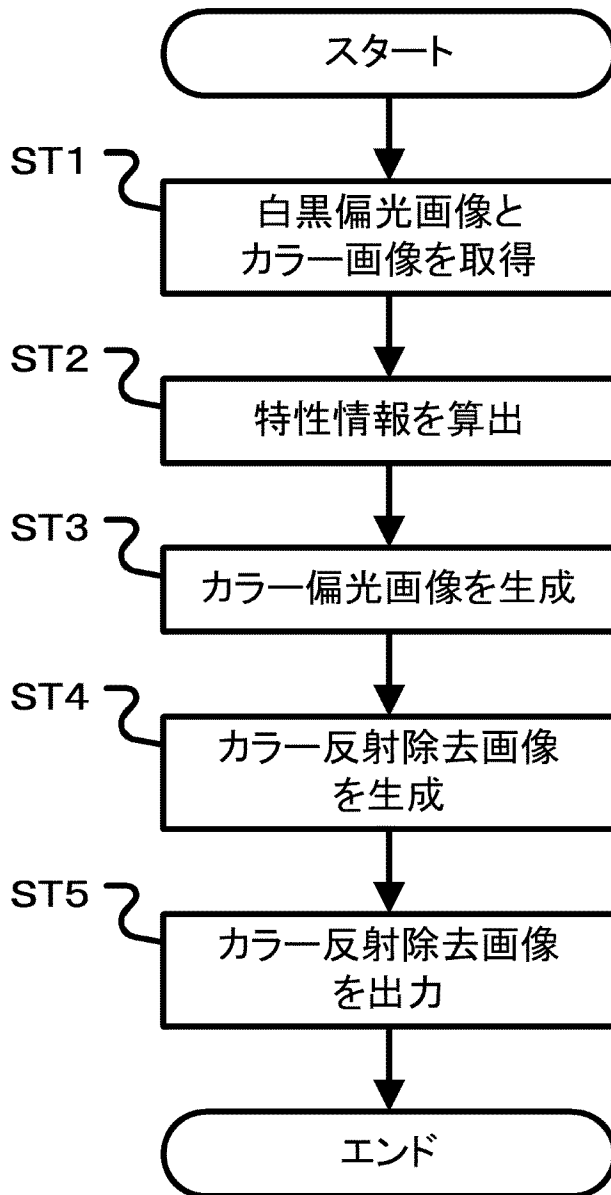 スタート
ST1
白黒偏光画像と
カラー画像を取得
ST2
特性情報を算出
ST3
カラー偏光画像を生成
ST4
カラー反射除去画像
を生成
ST5
カラー反射除去画像
を出力
エンド